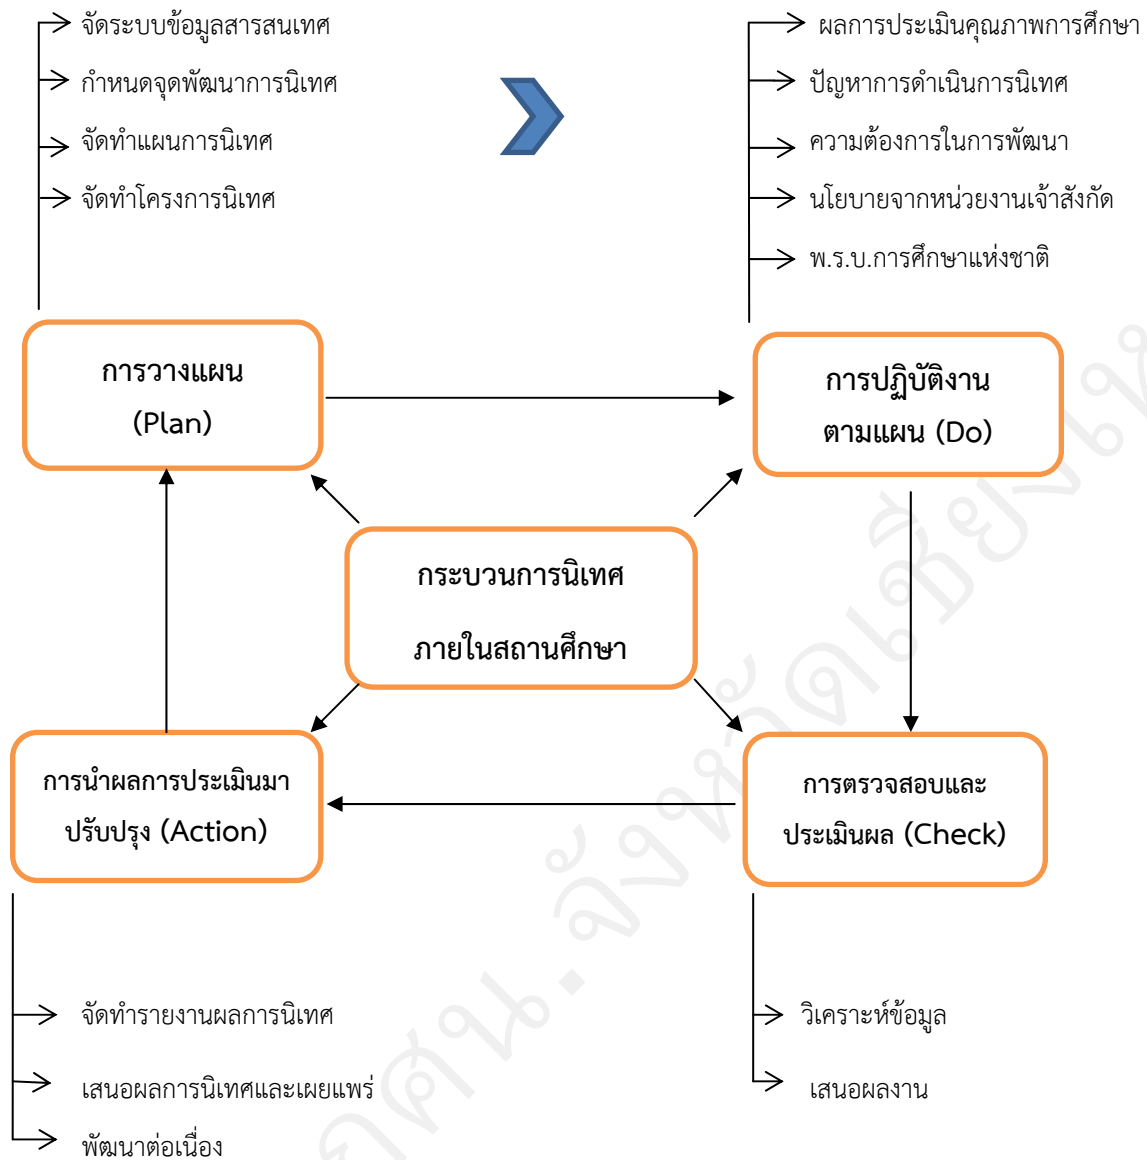 จัดระบบข้อมูลสารสนเทศ
กำหนดจุดพัฒนาการนิเทศ
จัดทำแผนการนิเทศ
จัดทำโครงการนิเทศ
ผลการประเมินคุณภาพการศึกษา
ปัญหาการดำเนินการนิเทศ
ความต้องการในการพัฒนา
นโยบายจากหน่วยงานเจ้าสังกัด
พ.ร.บ.การศึกษาแห่งชาติ
การวางแผน
(Plan)
การปฏิบัติงาน
ตามแผน (Do)
กระบวนการนิเทศ
ภายในสถานศึกษา
การนำผลการประเมินมา
ปรับปรุง (Action)
การตรวจสอบและ
ประเมินผล (Check)
จัดทำรายงานผลการนิเทศ
เสนอผลการนิเทศและเผยแพร่
พัฒนาต่อเนื่อง
วิเคราะห์ข้อมูล
เสนอผลงาน
ศน.จังหวัดเชียงให